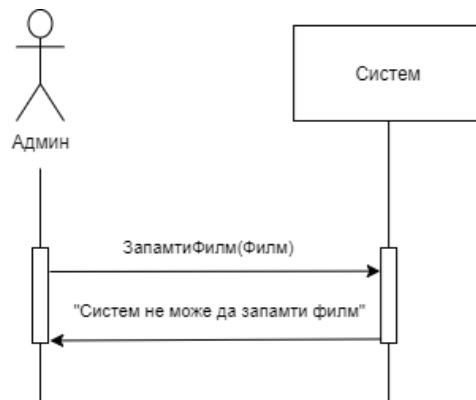 Систем
Админ
ЗапамтиФилм(Филм)
"Систем не може да запамти филм"